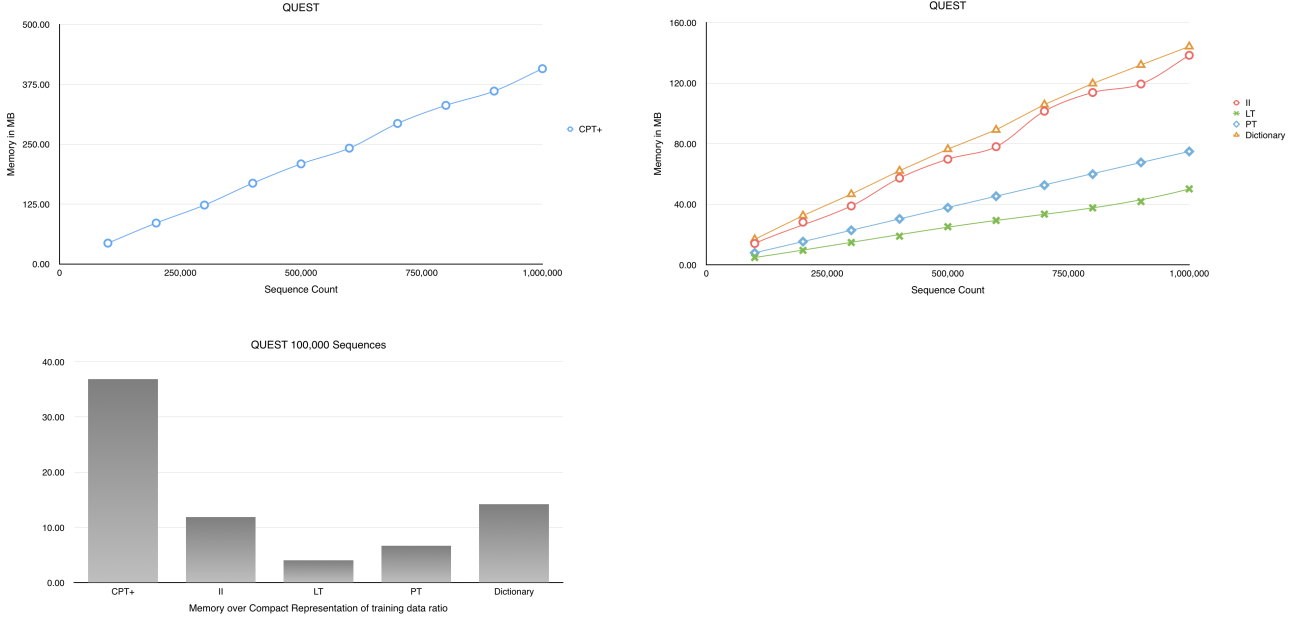 QUEST
500.00
375.00
250.00
125.00
0.00
Memory in MB
0
250,000
500,000
750,000
1,000,000
Sequence Count
CPT+
QUEST
160.00
120.00
80.00
40.00
0.00
Memory in MB
0
250,000
500,000
750,000
1,000,000
Sequence Count
II
LT
PT
Dictionary
QUEST 100,000 Sequences
40.00
30.00
20.00
10.00
0.00
CPT+
II
LT
PT
Dictionary
Memory over Compact Representation of training data ratio